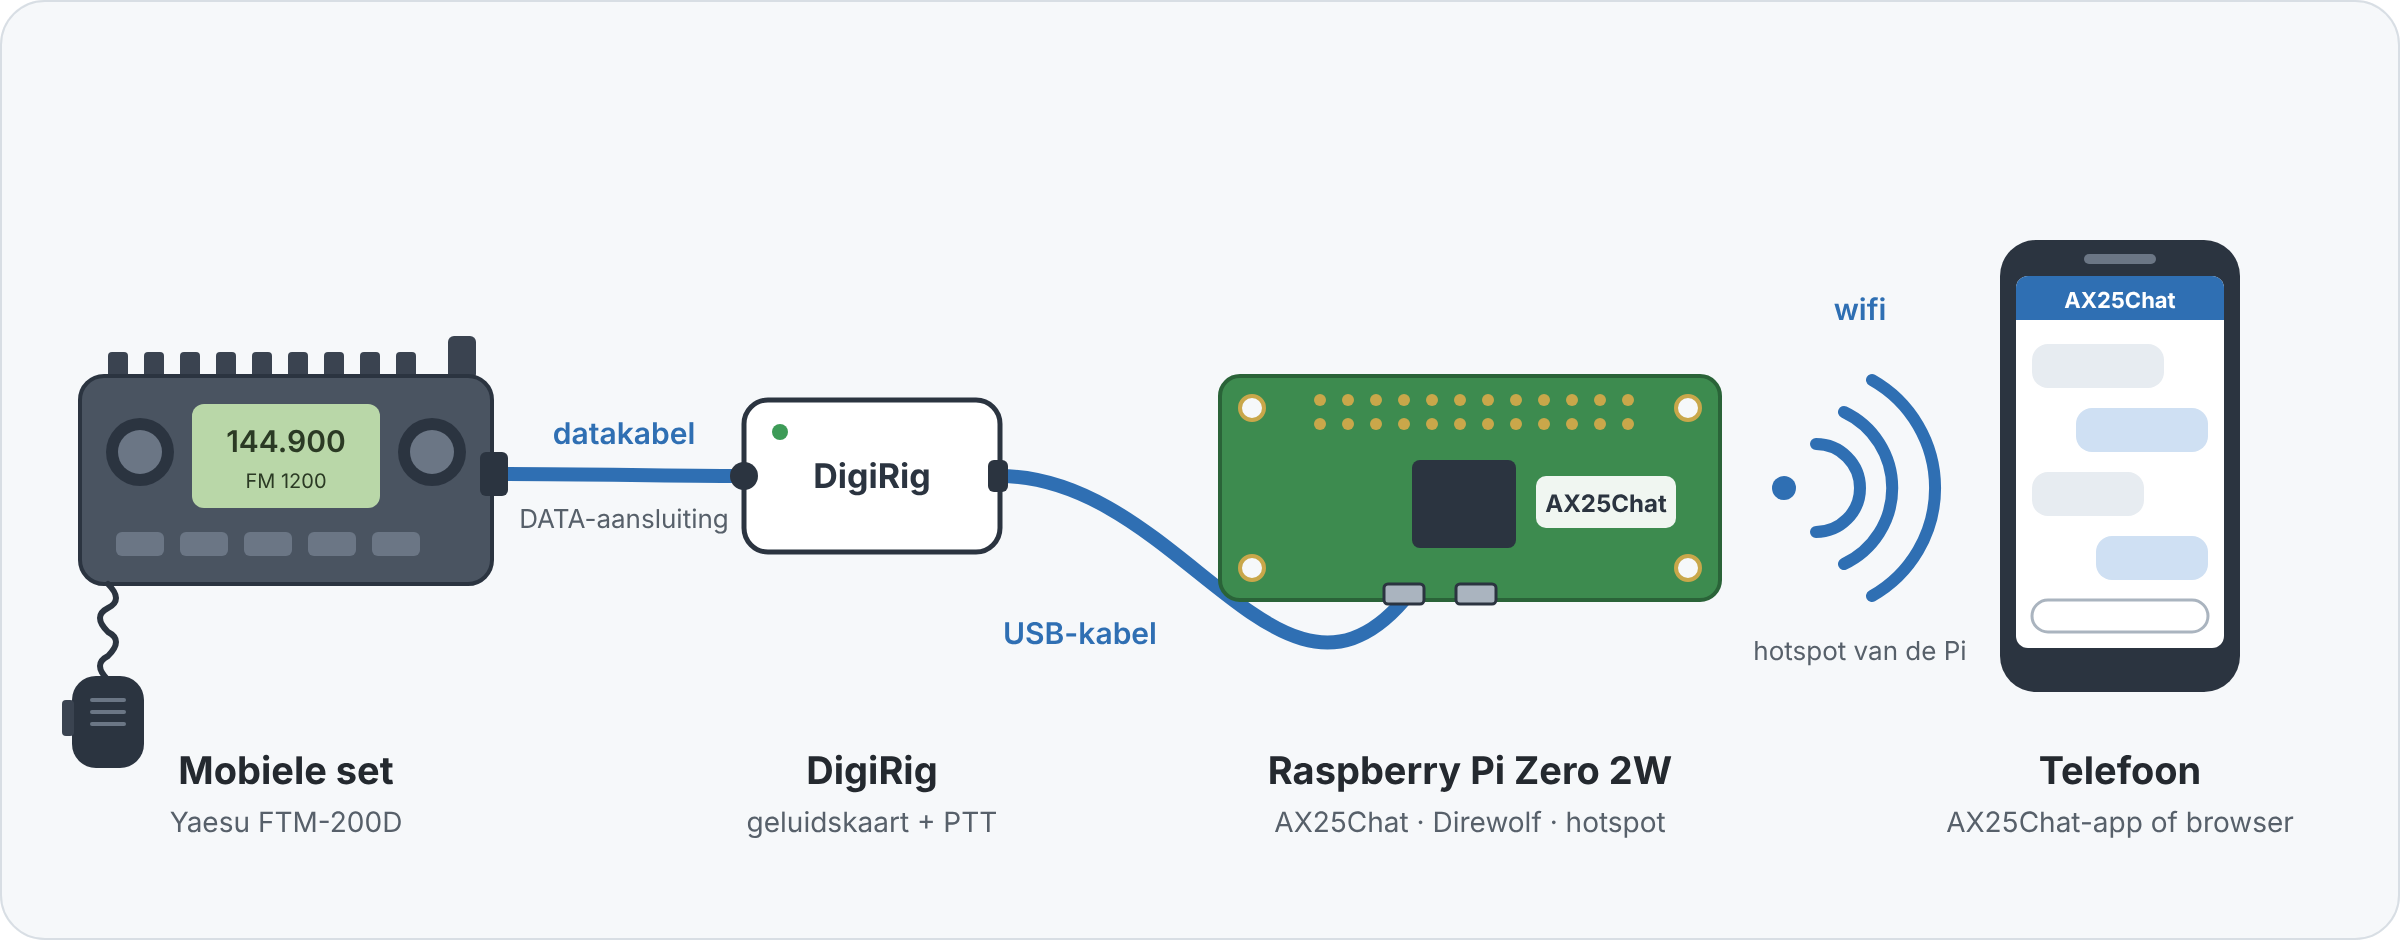 144.900
FM 1200
datakabel
DATA-aansluiting
DigiRig
USB-kabel
AX25Chat
wifi
hotspot van de Pi
AX25Chat
Mobiele set
Yaesu FTM-200D
DigiRig
geluidskaart + PTT
Raspberry Pi Zero 2W
AX25Chat · Direwolf · hotspot
Telefoon
AX25Chat-app of browser